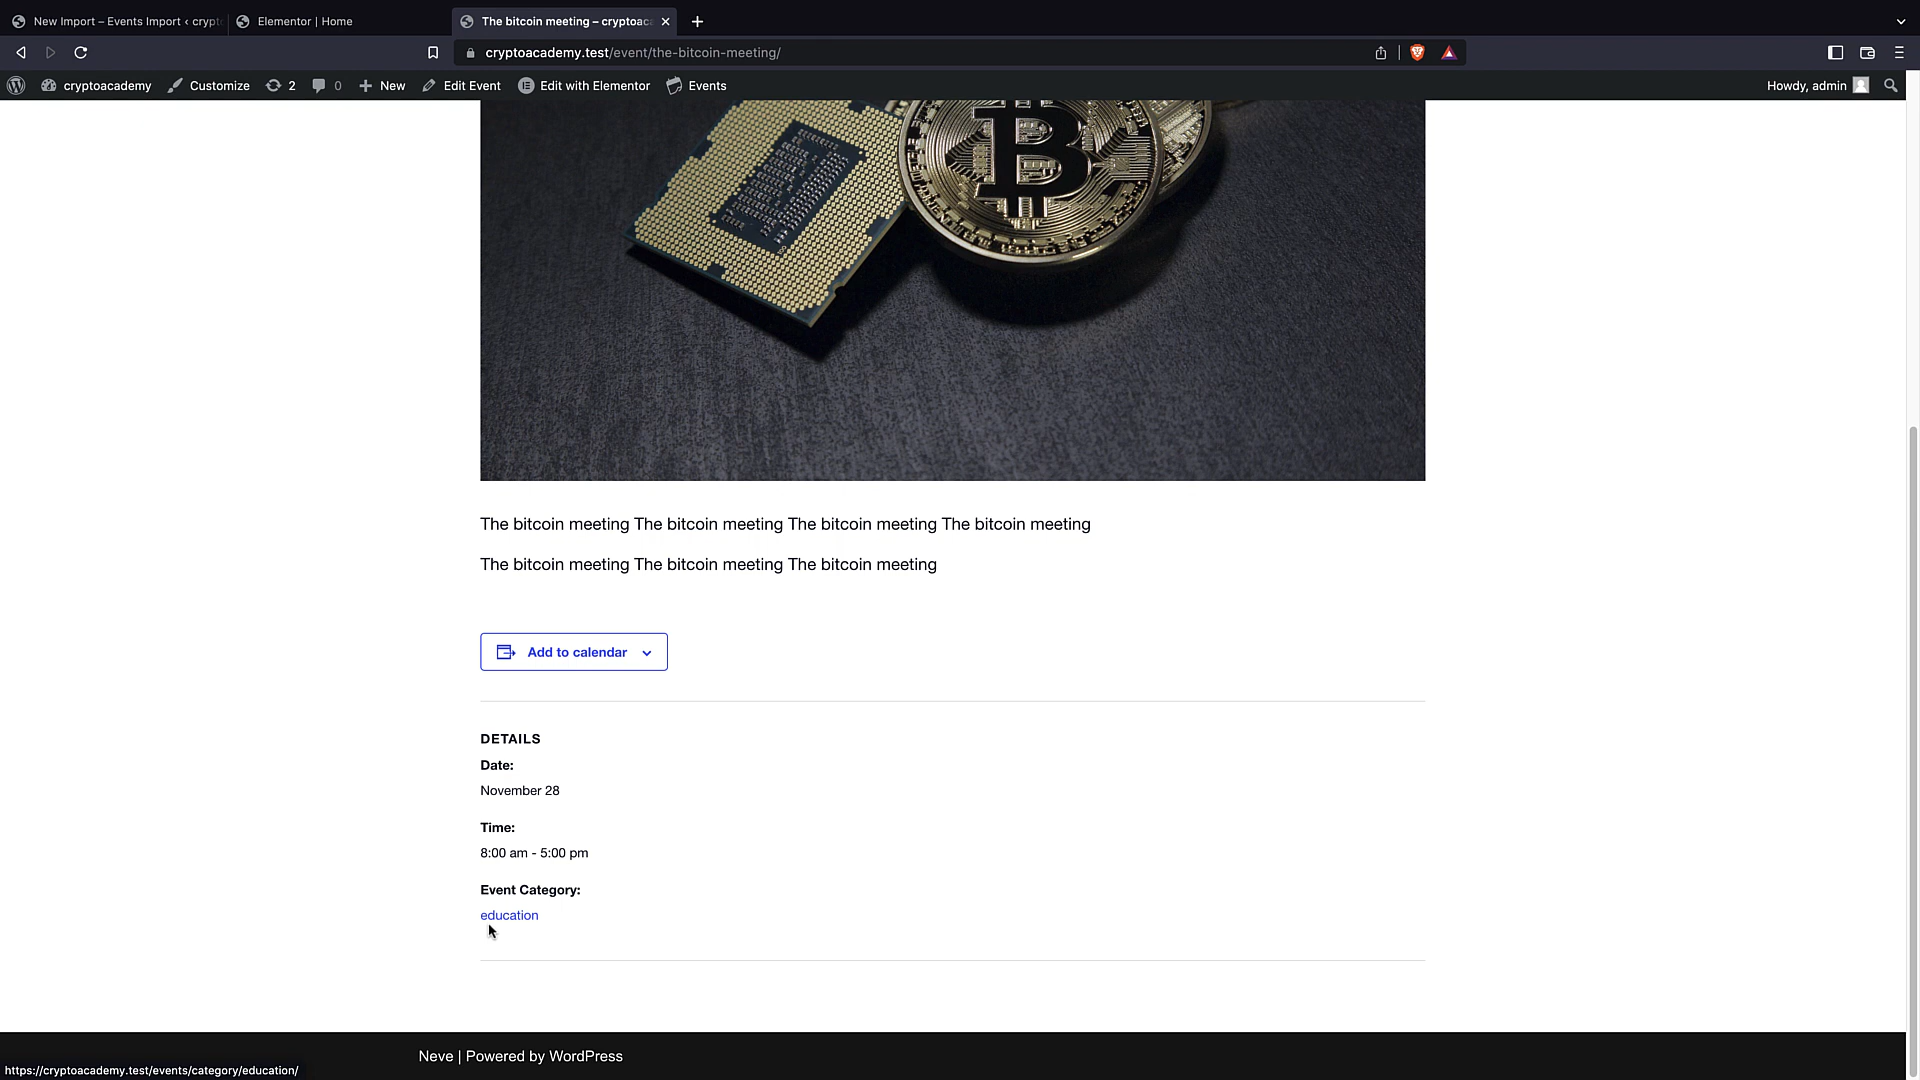 New Import – Events Import ‹ crypt
Elementor | Home
The bitcoin meeting – cryptoaca
cryptoacademy.test/event/the-bitcoin-meeting/
cryptoacademy
Customize
2
0
New
Edit Event
Edit with Elementor
Events
Howdy, admin
B
The bitcoin meeting The bitcoin meeting The bitcoin meeting The bitcoin meeting
The bitcoin meeting The bitcoin meeting The bitcoin meeting
Add to calendar
DETAILS
Date:
November 28
Time:
8:00 am - 5:00 pm
Event Category:
education
Neve | Powered by WordPress
https://cryptoacademy.test/events/category/education/